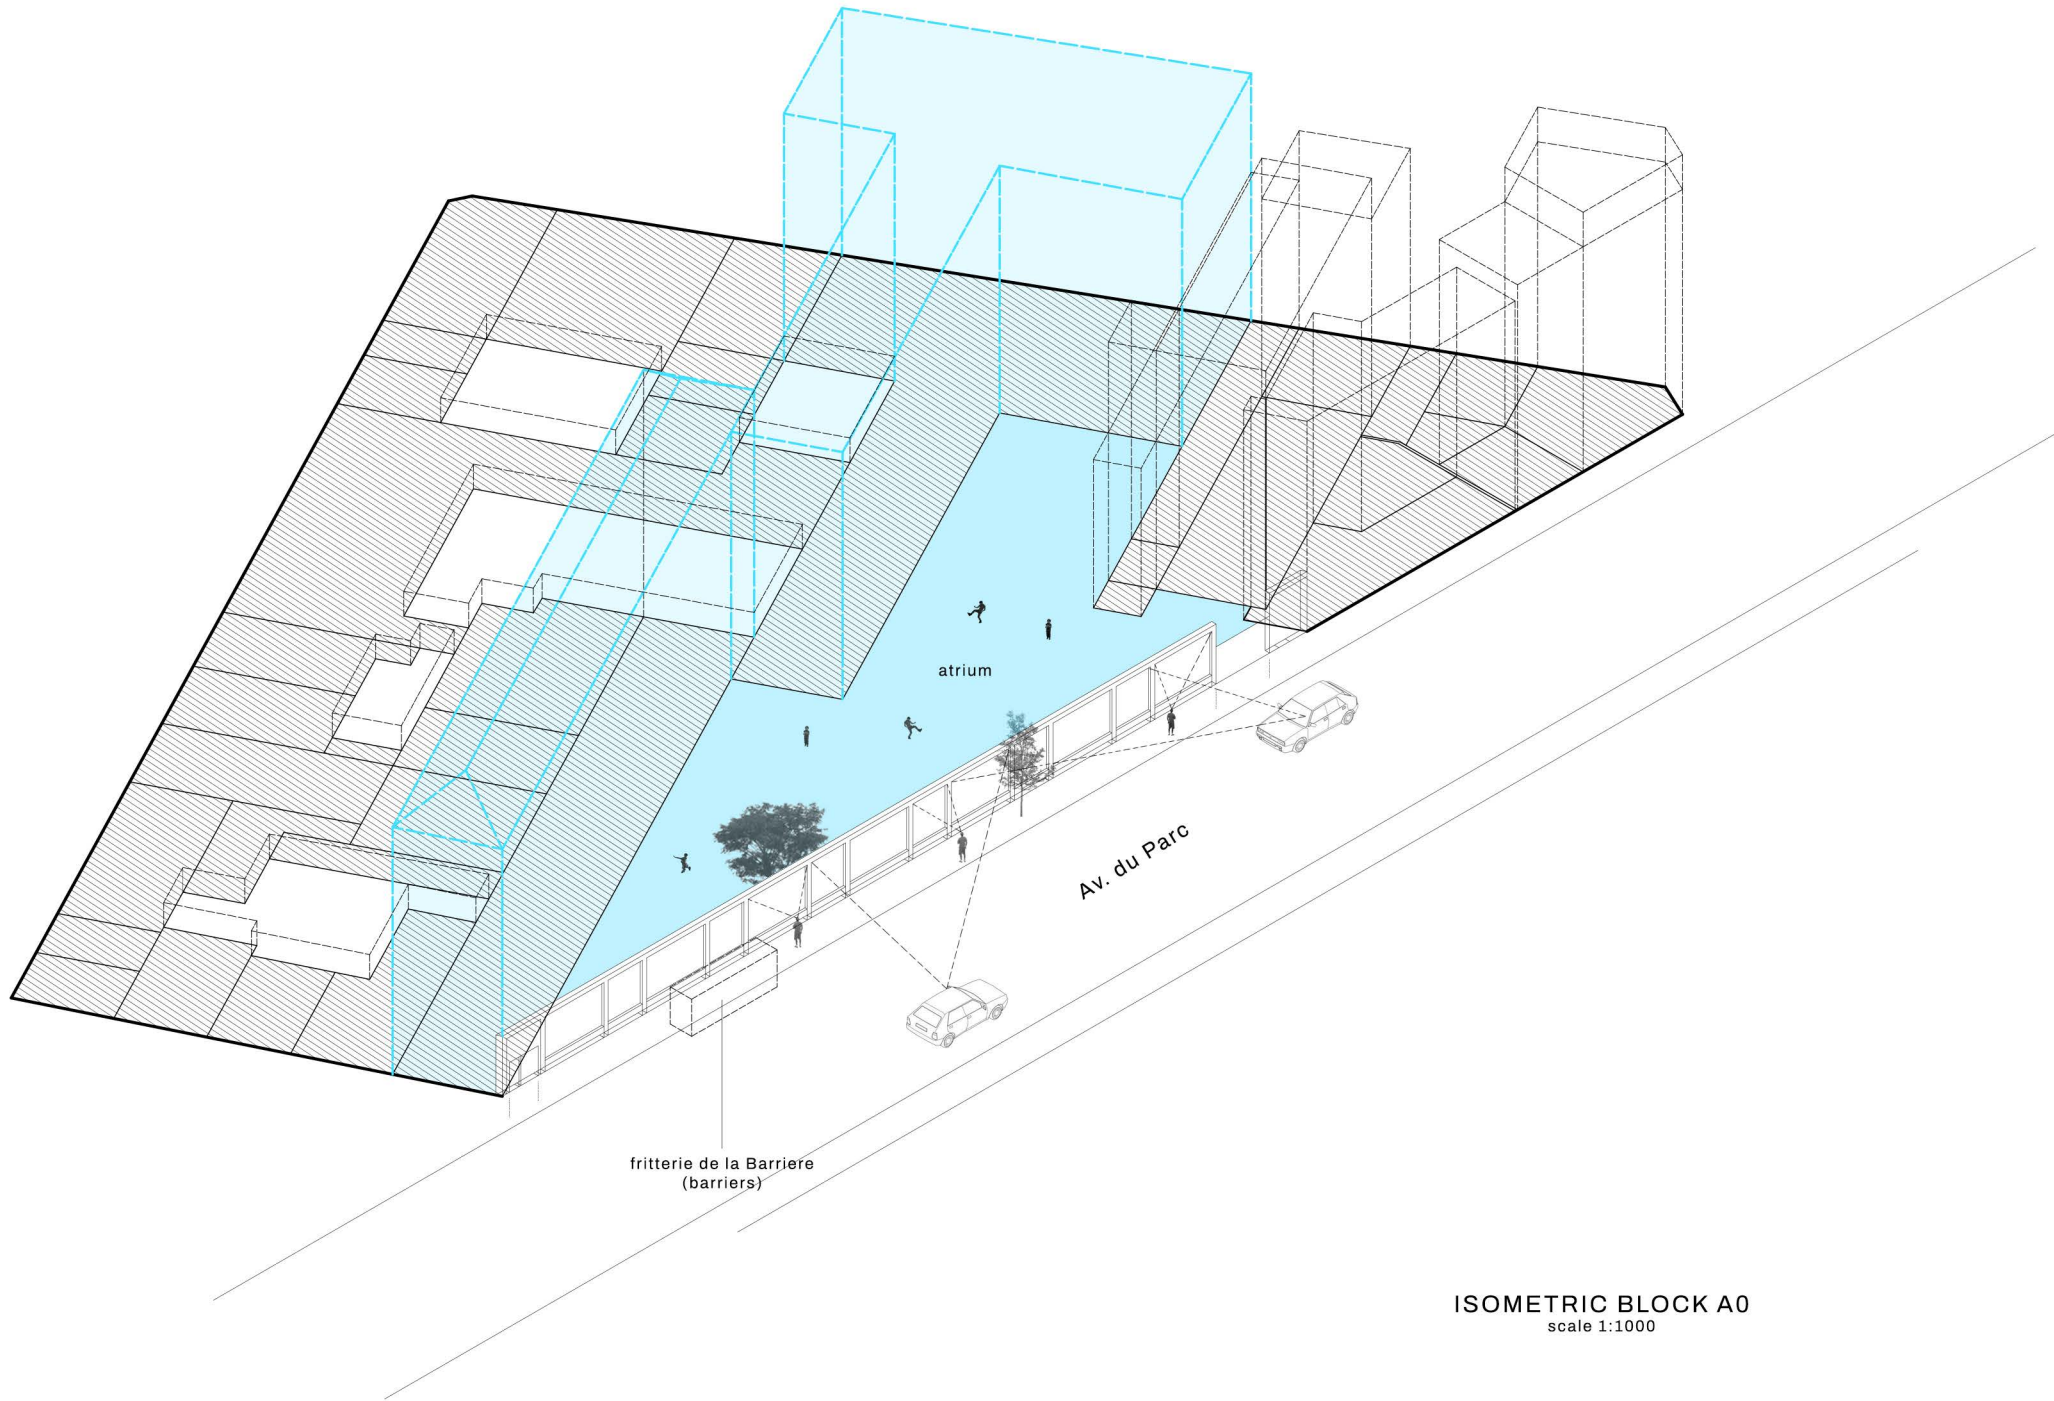 atrium
Av. du Parc
fritterie de la Barriere
(barriers)
ISOMETRIC BLOCK A0
scale 1:1000